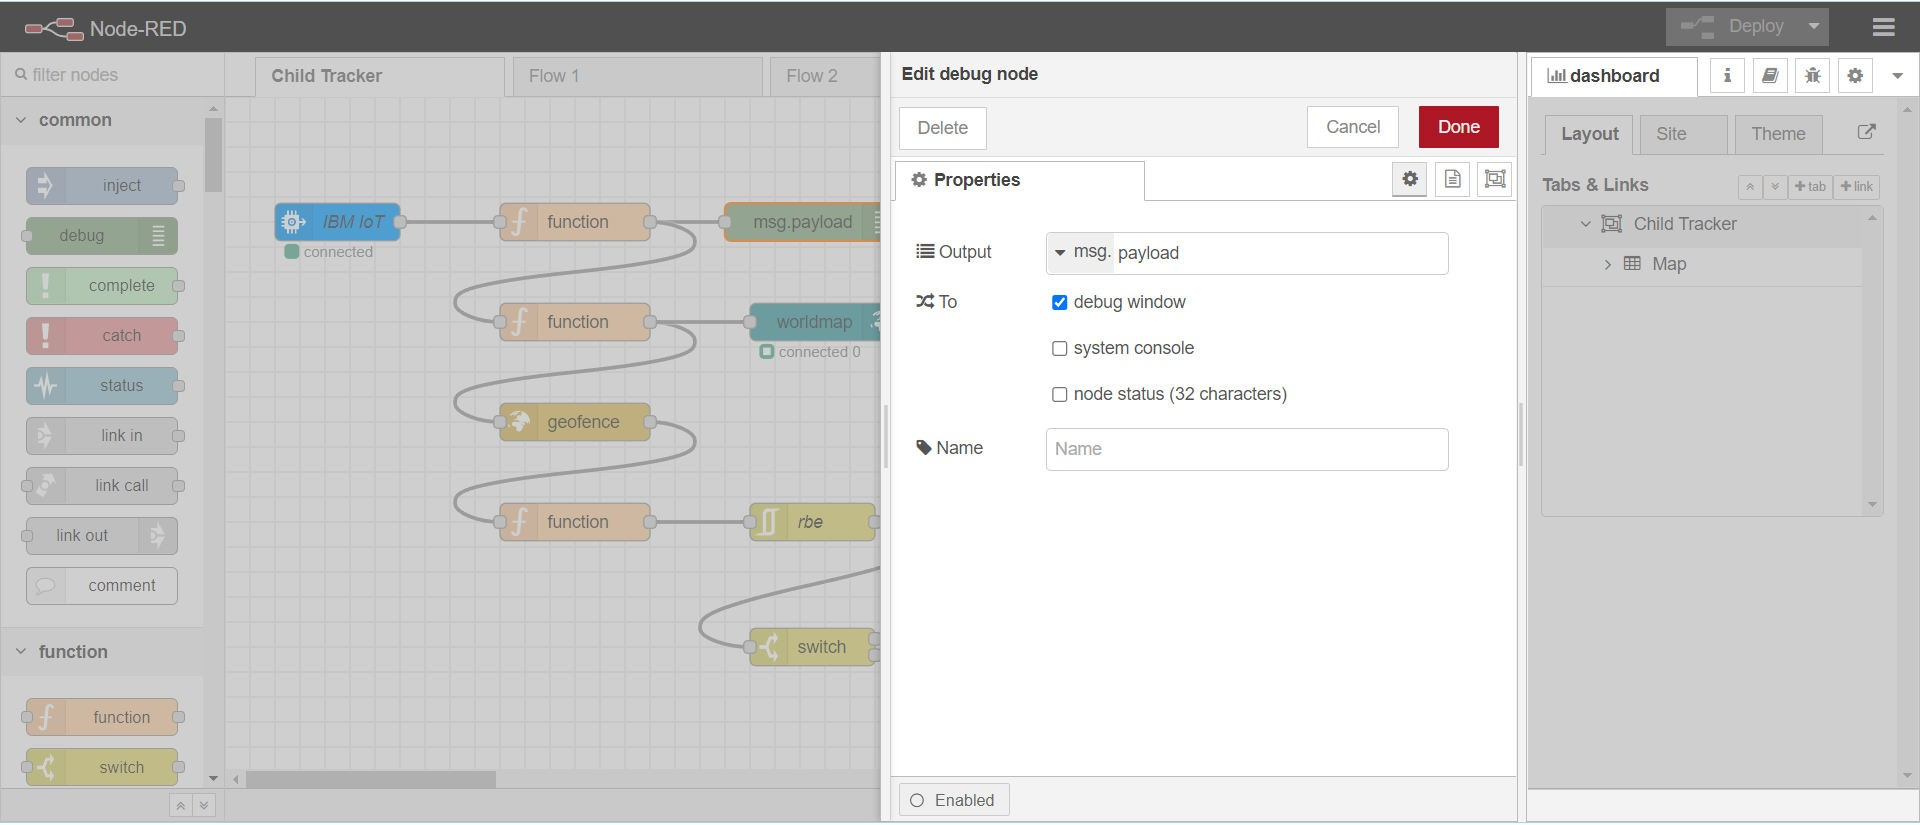 Node-RED
Deploy
filter nodes
Child Tracker
Flow 1
Flow 2
Edit debug node
dashboard
common
Delete
Cancel
Done
Layout
Site
Theme
Properties
Tabs & Links
tab
link
inject
debug
complete
catch
status
link in
link call
link out
comment
function
function
switch
IBM IoT
connected
function
msg.payload
function
worldmap
connected 0
geofence
function
rbe
switch
Output
msg. payload
To
debug window
system console
node status (32 characters)
Name
Name
Enabled
Child Tracker
Map